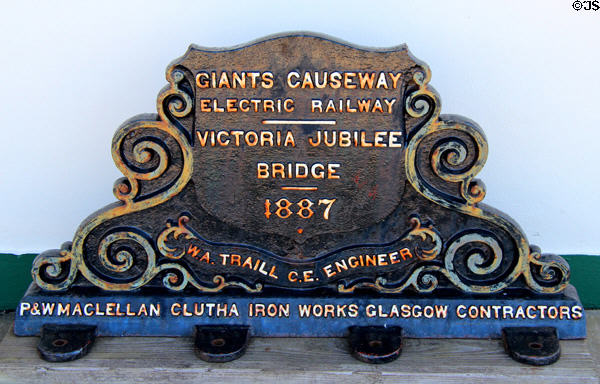 ©JS
GIANTS CAUSEWAY
ELECTRIC RAILWAY
VICTORIA JUBILEE
BRIDGE
1887
W.A. TRAILL C.E. ENGINEER
P&W MACLELLAN CLUTHA IRON WORKS GLASGOW CONTRACTORS